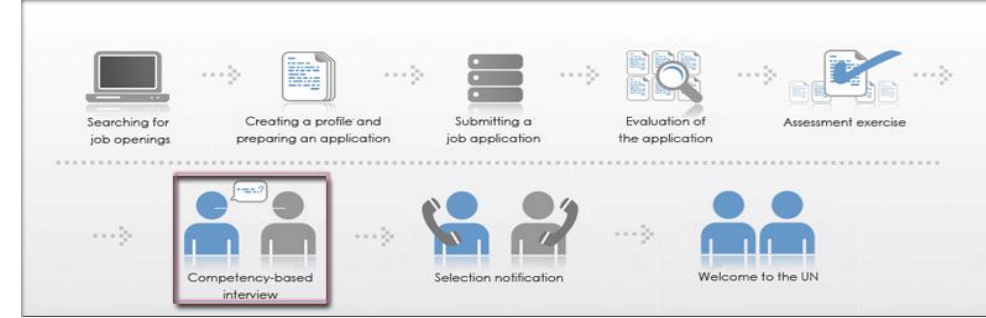 Searching for
job openings
Creating a profile and
preparing an application
Submitting a
job application
Evaluation of
the application
Assessment exercise
Competency-based
interview
Selection notification
Welcome to the UN